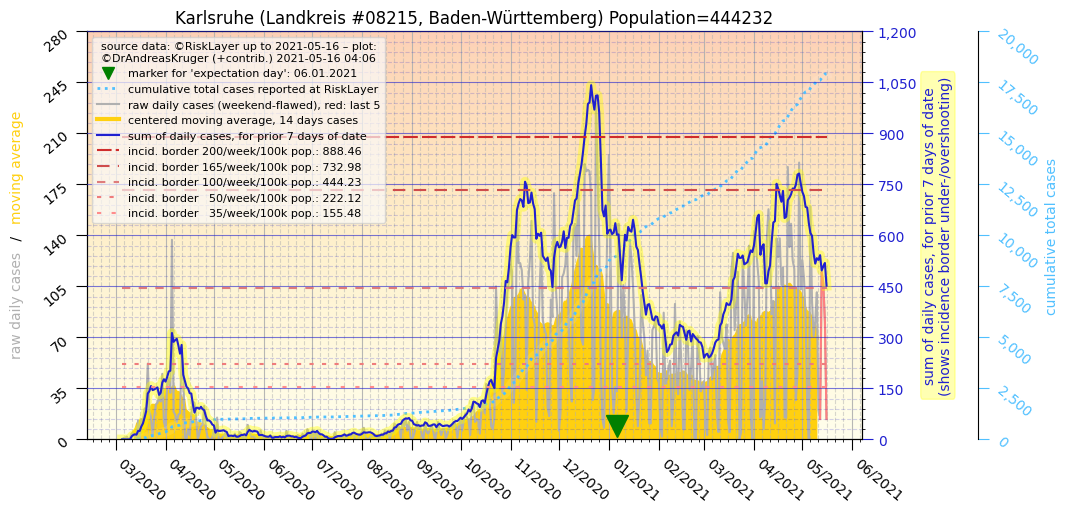 Karlsruhe (Landkreis #08215, Baden-Württemberg) Population=444232
source data: ©RiskLayer up to 2021-05-16 – plot:
©DrAndreasKruger (+contrib.) 2021-05-16 04:06
marker for 'expectation day': 06.01.2021
cumulative total cases reported at RiskLayer
raw daily cases (weekend-flawed), red: last 5
centered moving average, 14 days cases
sum of daily cases, for prior 7 days of date
incid. border 200/week/100k pop.: 888.46
incid. border 165/week/100k pop.: 732.98
incid. border 100/week/100k pop.: 444.23
incid. border 50/week/100k pop.: 222.12
incid. border 35/week/100k pop.: 155.48
raw daily cases / moving average
280
245
210
175
140
105
70
35
0
03/2020
04/2020
05/2020
06/2020
07/2020
08/2020
09/2020
10/2020
11/2020
12/2020
01/2021
02/2021
03/2021
04/2021
05/2021
06/2021
1,200
1,050
900
750
600
450
300
150
0
sum of daily cases, for prior 7 days of date
(shows incidence border under-/overshooting)
20,000
17,500
15,000
12,500
10,000
7,500
5,000
2,500
0
cumulative total cases